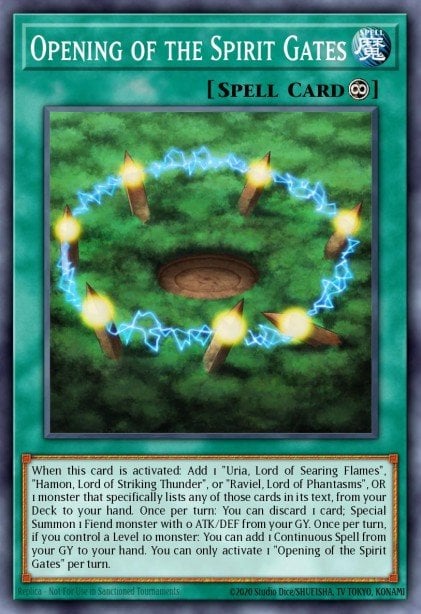 OPENING OF THE SPIRIT GATES
SPELL
魔
[SPELL CARD ]
When this card is activated: Add 1 "Uria, Lord of Searing Flames",
"Hamon, Lord of Striking Thunder", or "Raviel, Lord of Phantasms", OR
1 monster that specifically lists any of those cards in its text, from your
Deck to your hand. Once per turn: You can discard 1 card; Special
Summon 1 Fiend monster with 0 ATK/DEF from your GY. Once per turn,
if you control a Level 10 monster: You can add 1 Continuous Spell from
your GY to your hand. You can only activate 1 "Opening of the Spirit
Gates" per turn.
Replica - Not For Use in Sanctioned Tournaments
©2020 Studio Dice/SHUEISHA, TV TOKYO, KONAMI